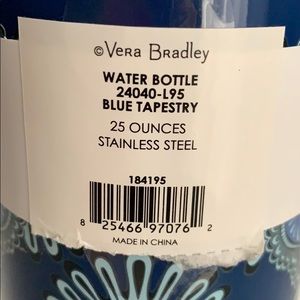 ©Vera Bradley
WATER BOTTLE
24040-L95
BLUE TAPESTRY
25 OUNCES
STAINLESS STEEL
184195
8 25466 97076 2
MADE IN CHINA